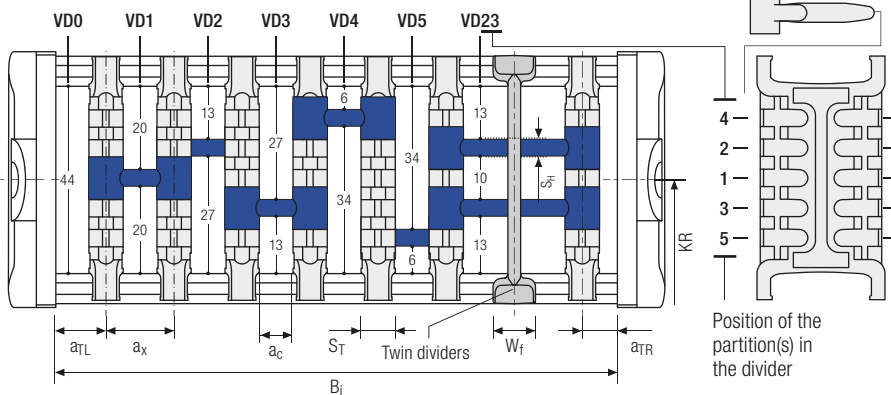 VD0 VD1 VD2 VD3 VD4 VD5 VD23
6
13 13
20 27
4
34 2
44 10 SH 1 KR
3
20 27 34
5
13 13
6
aTL ax ac ST Twin dividers Wf aTR
Bi
Position of the
partition(s) in
the divider